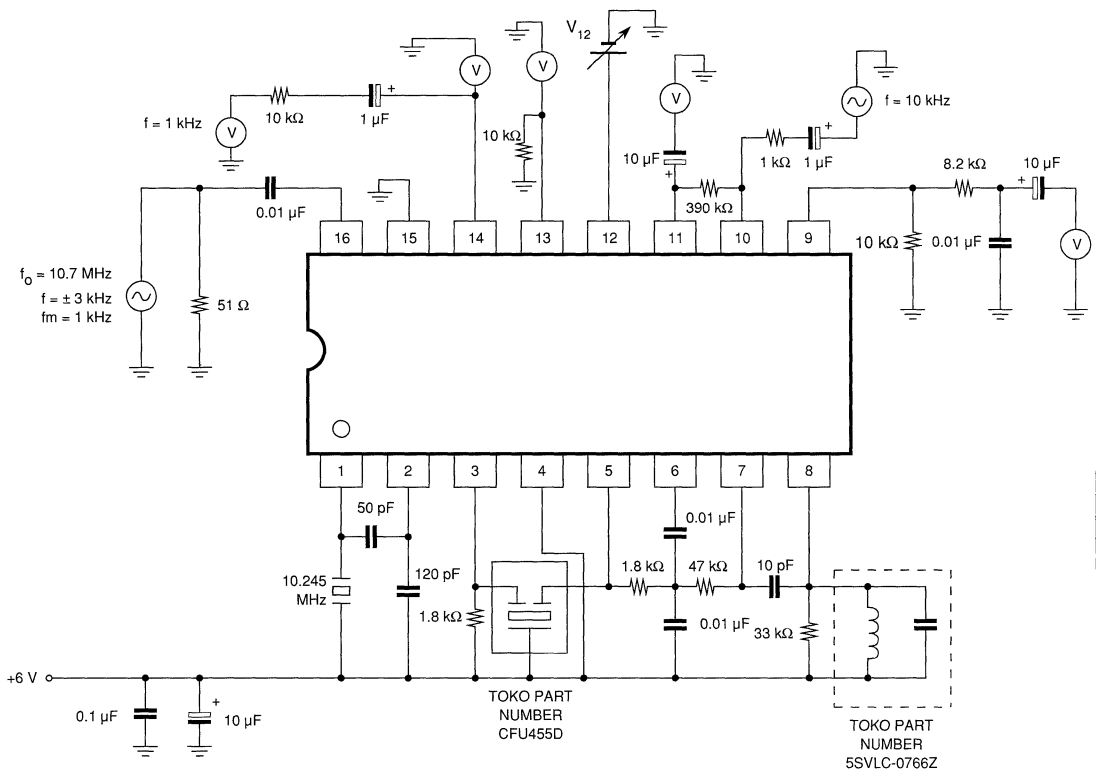 V12
f = 1 kHz
10 kΩ
1 µF
+
V
V
V
10 kΩ
10 µF
+
V
390 kΩ
1 kΩ
1 µF
+
f = 10 kHz
8.2 kΩ
10 µF
+
10 kΩ
0.01 µF
V
0.01 µF
fo = 10.7 MHz
f = ± 3 kHz
fm = 1 kHz
51 Ω
16 15 14 13 12 11 10 9
1 2 3 4 5 6 7 8
50 pF
10.245
MHz
120 pF
1.8 kΩ
0.01 µF
1.8 kΩ
47 kΩ
10 pF
0.01 µF
33 kΩ
+6 V
0.1 µF
+
10 µF
TOKO PART
NUMBER
CFU455D
TOKO PART
NUMBER
5SVLC-0766Z